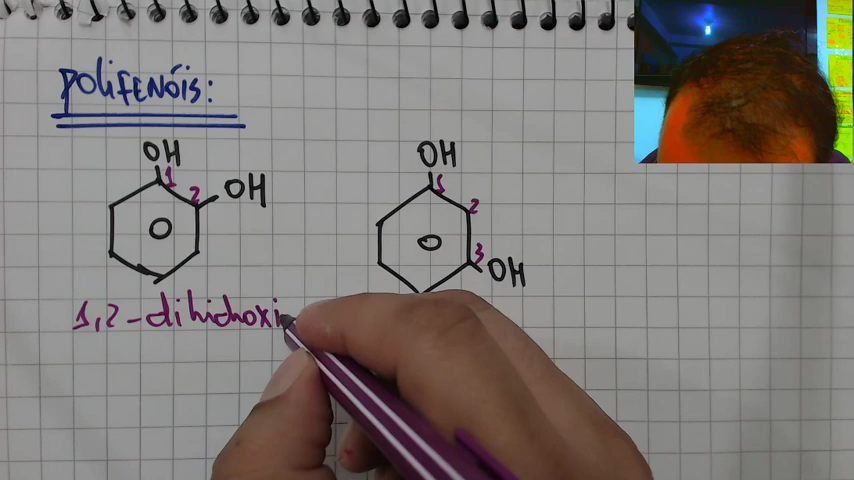 POLIFENÓIS:
OH
1
2
OH
OH
1
2
3
OH
1,2-dihidroxi